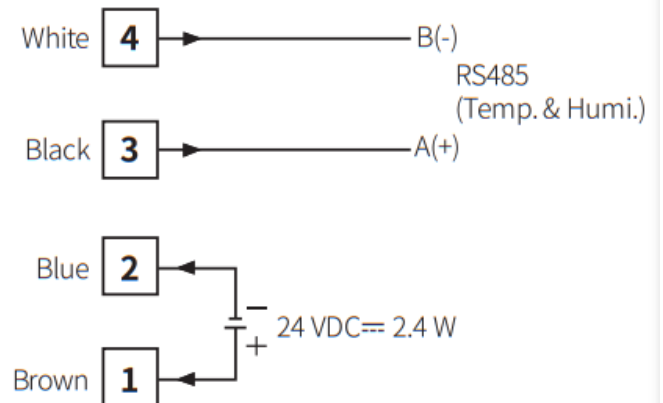 White 4 B(-)
RS485
(Temp. & Humi.)
Black 3 A(+)
Blue 2
−
24 VDC⎓ 2.4 W
+
Brown 1